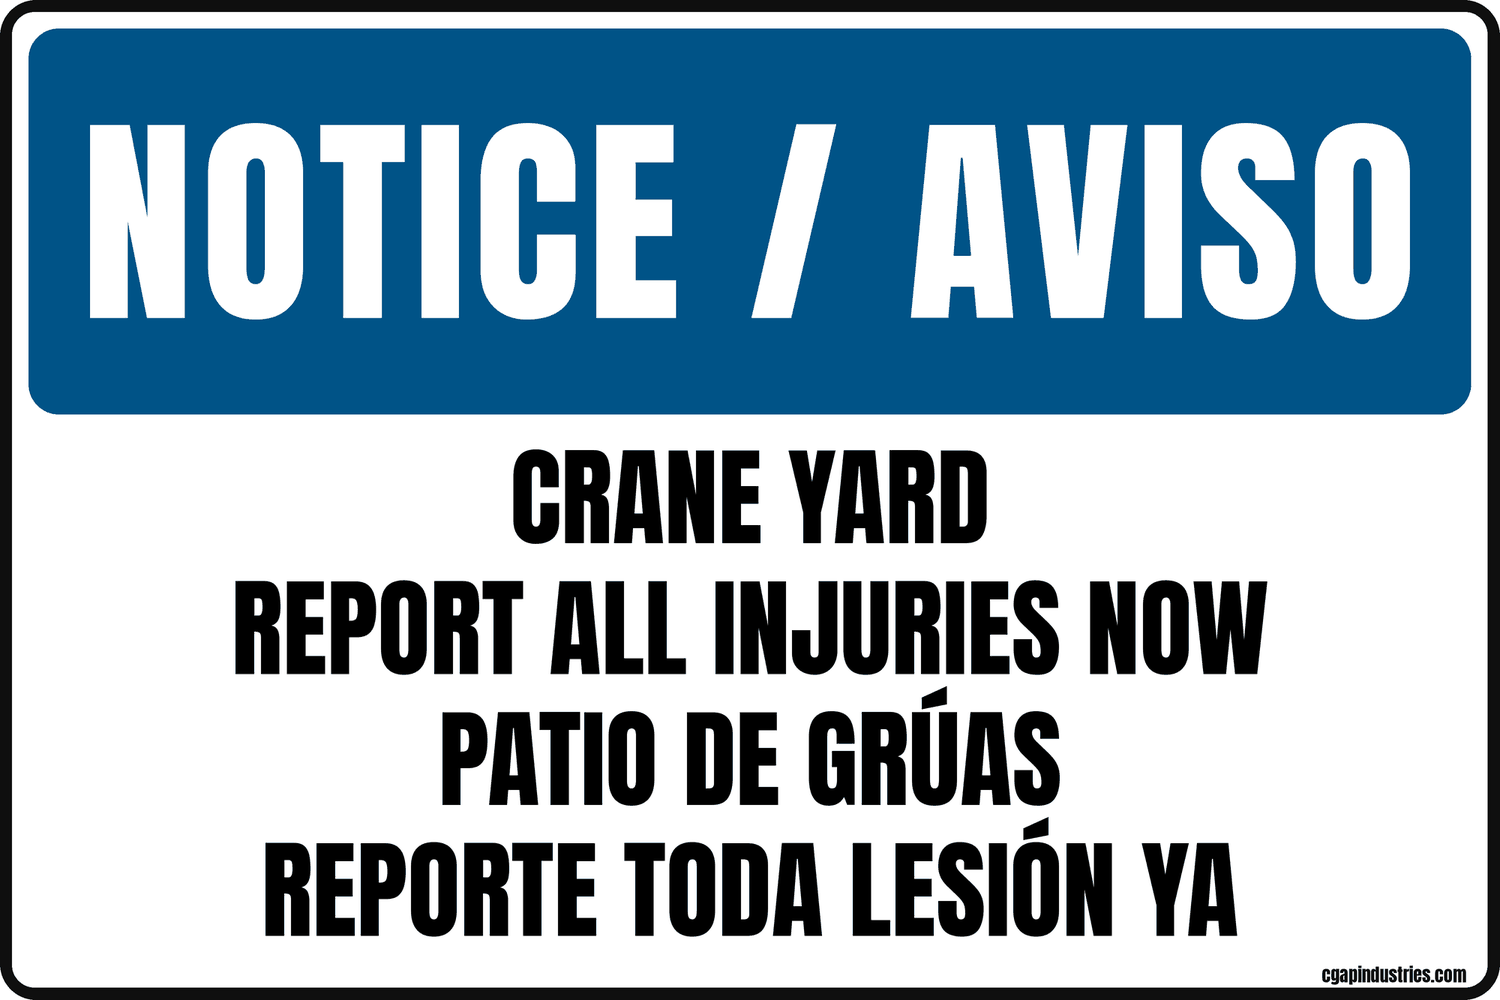 NOTICE / AVISO
CRANE YARD
REPORT ALL INJURIES NOW
PATIO DE GRÚAS
REPORTE TODA LESIÓN YA
cgapindustries.com